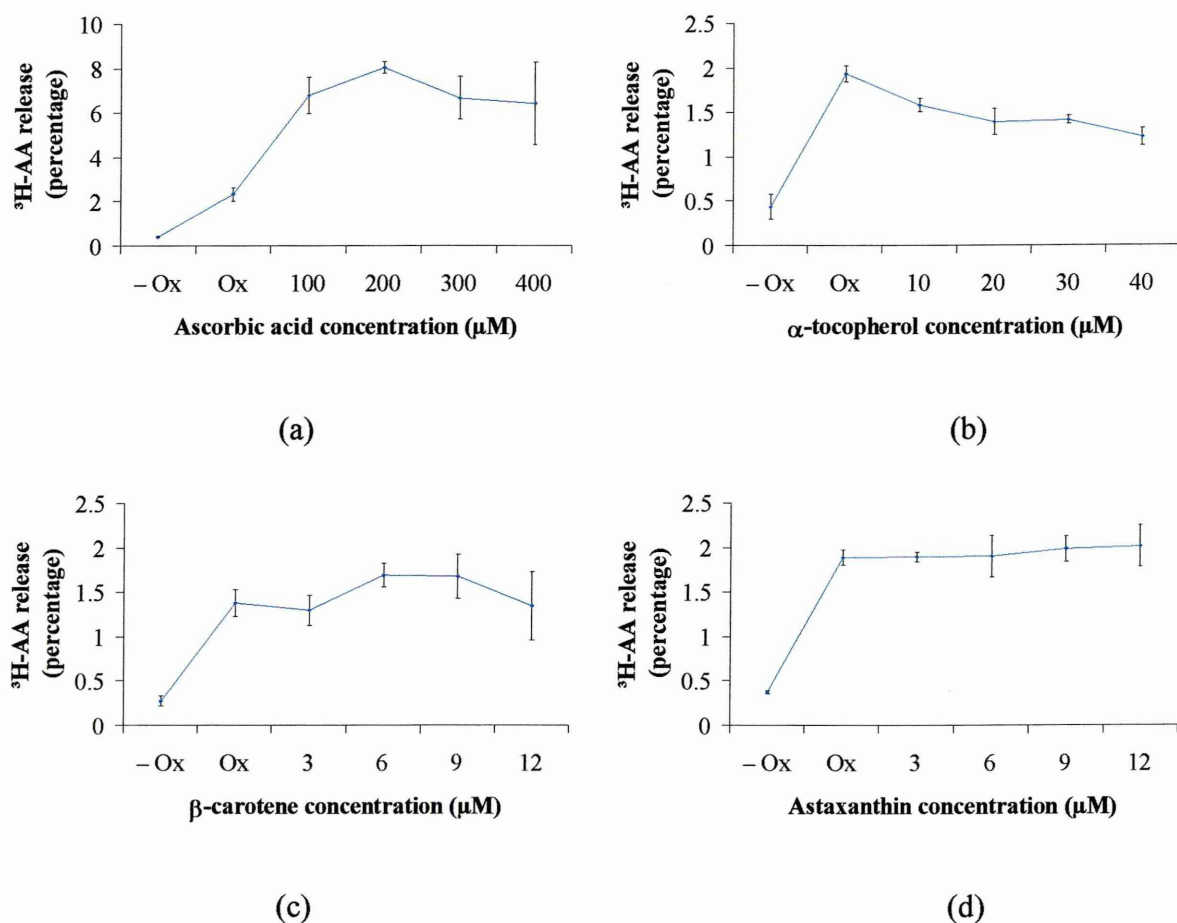 ³H-AA release
(percentage)
10
8
6
4
2
0
– Ox Ox 100 200 300 400
Ascorbic acid concentration (µM)
(a)
³H-AA release
(percentage)
2.5
2
1.5
1
0.5
0
– Ox Ox 10 20 30 40
α-tocopherol concentration (µM)
(b)
³H-AA release
(percentage)
2.5
2
1.5
1
0.5
0
– Ox Ox 3 6 9 12
β-carotene concentration (µM)
(c)
³H-AA release
(percentage)
2.5
2
1.5
1
0.5
0
– Ox Ox 3 6 9 12
Astaxanthin concentration (µM)
(d)